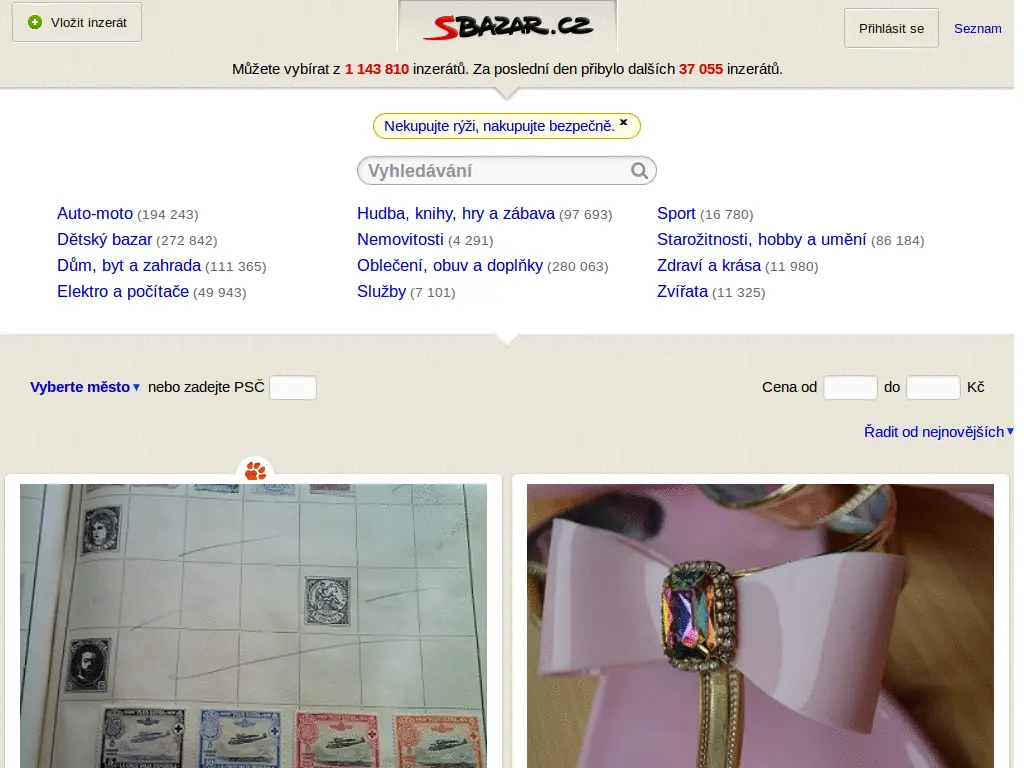 Vložit inzerát
SBAZAR.CZ
Přihlásit se
Seznam
Můžete vybírat z 1 143 810 inzerátů. Za poslední den přibylo dalších 37 055 inzerátů.
Nekupujte rýži, nakupujte bezpečně. ×
Vyhledávání
Auto-moto (194 243)
Dětský bazar (272 842)
Dům, byt a zahrada (111 365)
Elektro a počítače (49 943)
Hudba, knihy, hry a zábava (97 693)
Nemovitosti (4 291)
Oblečení, obuv a doplňky (280 063)
Služby (7 101)
Sport (16 780)
Starožitnosti, hobby a umění (86 184)
Zdraví a krása (11 980)
Zvířata (11 325)
Vyberte město ▾ nebo zadejte PSČ
Cena od do Kč
Řadit od nejnovějších ▾